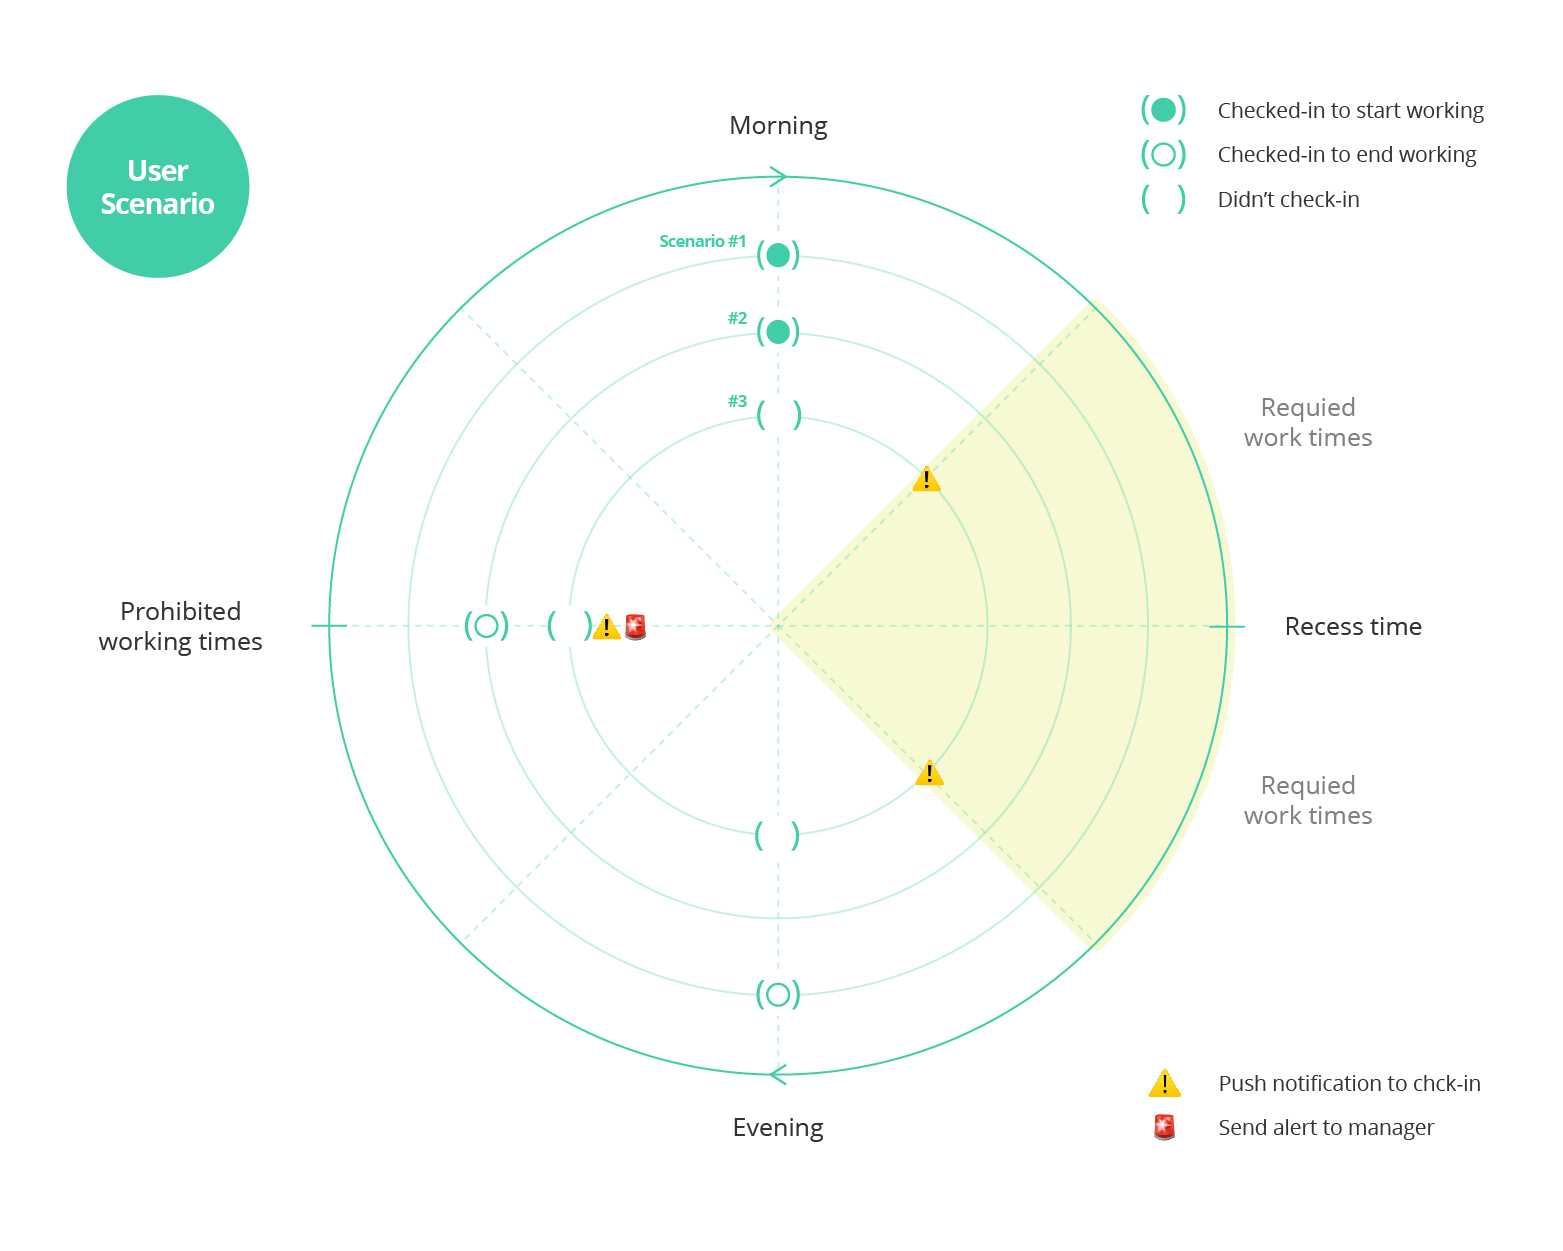 User
Scenario
Morning
Checked-in to start working
Checked-in to end working
Didn’t check-in
Scenario #1
#2
#3
Requied
work times
Prohibited
working times
Recess time
Requied
work times
Evening
Push notification to chck-in
Send alert to manager